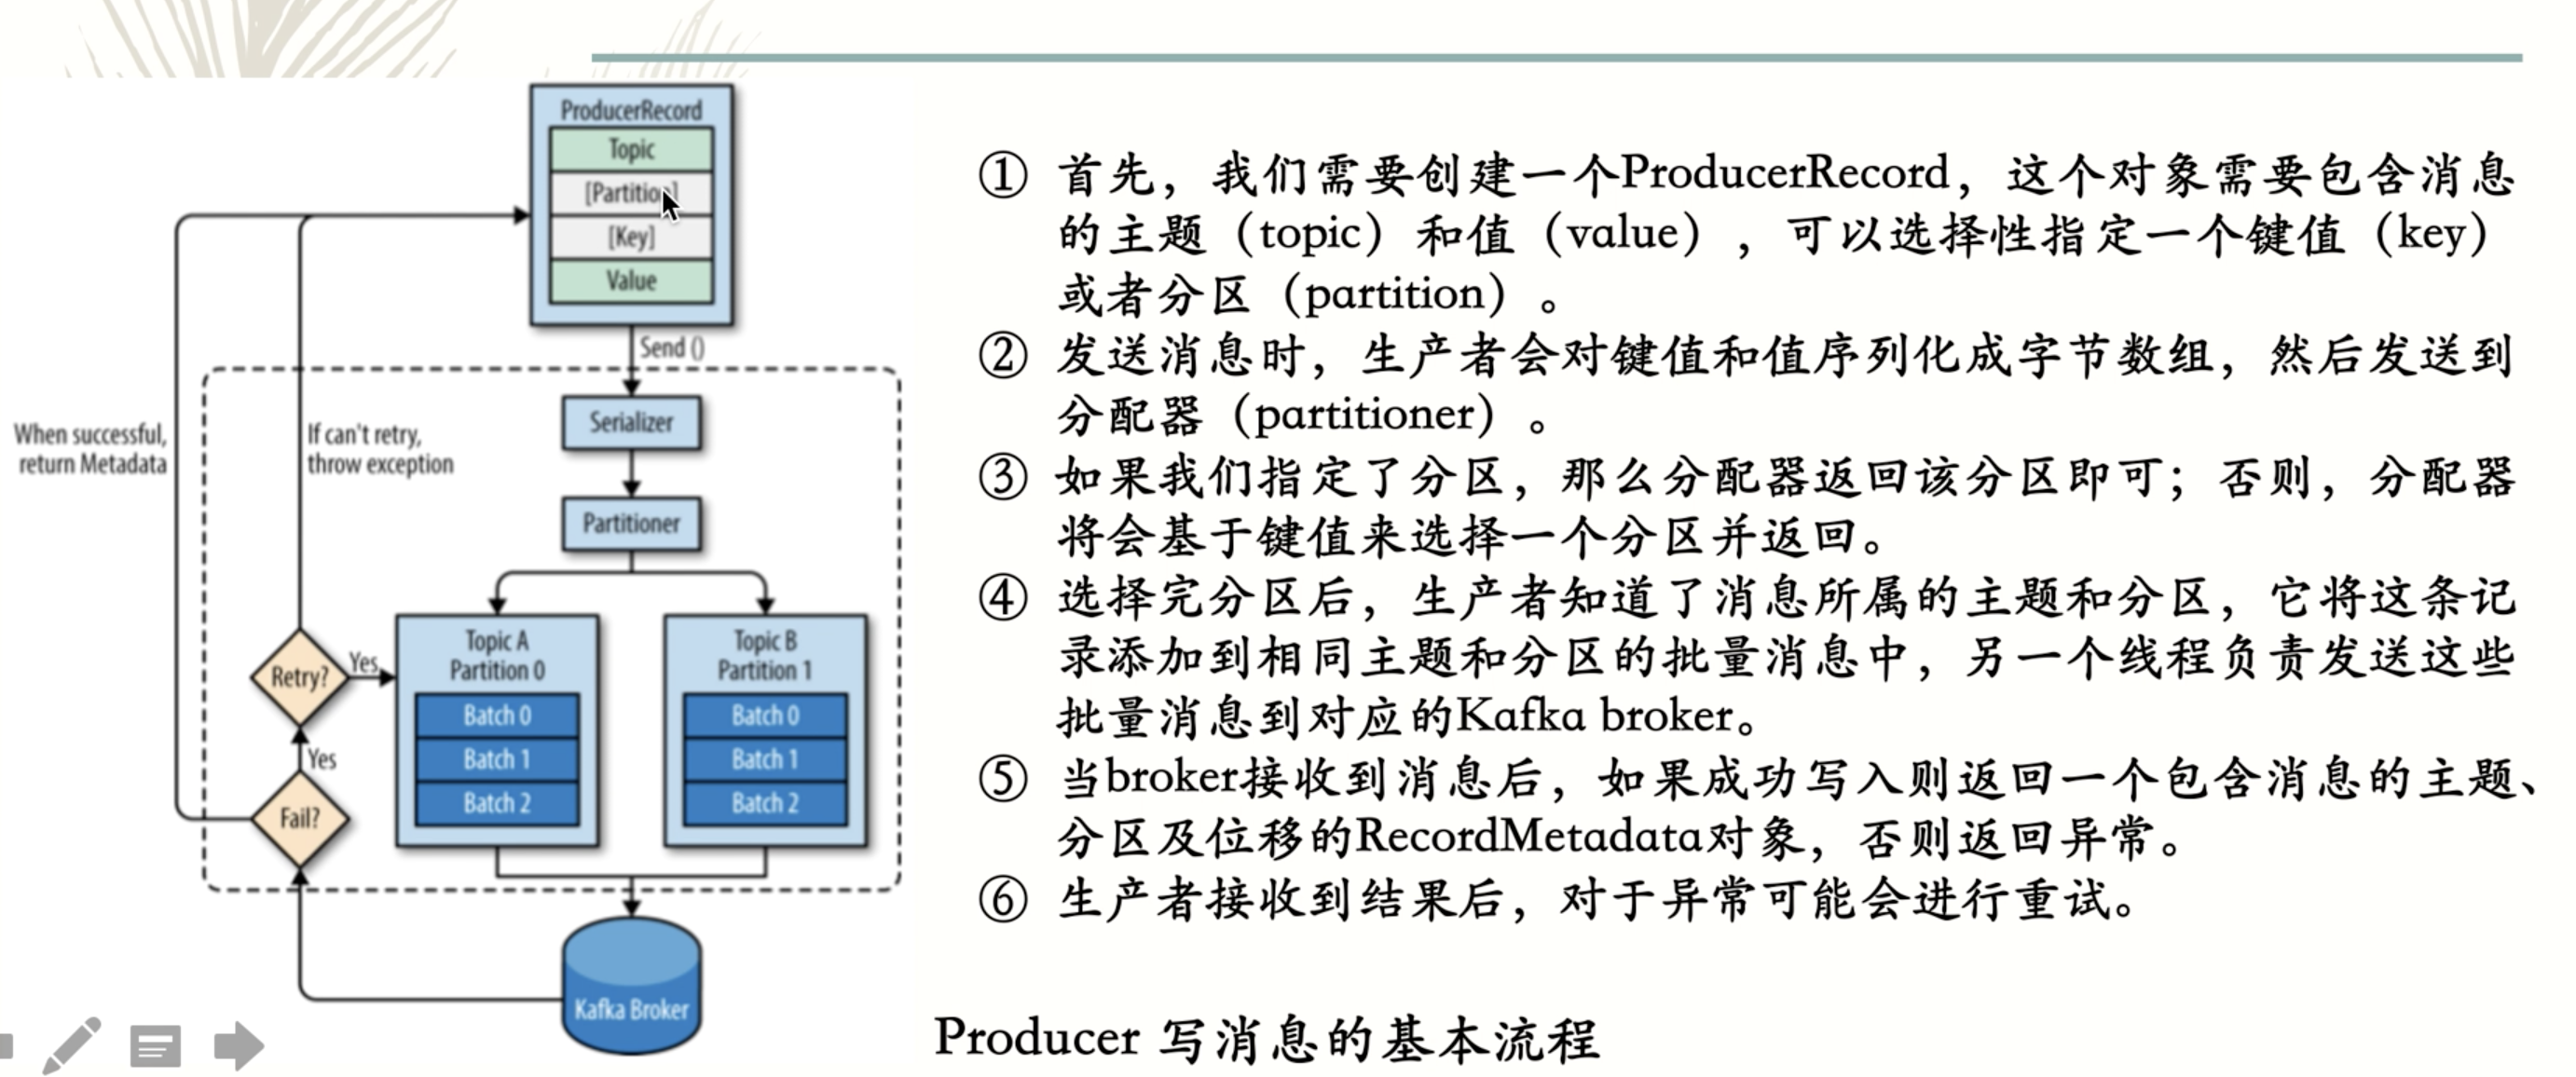 ProducerRecord
Topic
[Partition]
[Key]
Value
Send ()
Serializer
Partitioner
When successful,
return Metadata
If can't retry,
throw exception
Topic A
Partition 0
Batch 0
Batch 1
Batch 2
Topic B
Partition 1
Batch 0
Batch 1
Batch 2
Retry?
Yes
Yes
Fail?
Kafka Broker
① 首先，我们需要创建一个ProducerRecord，这个对象需要包含消息
的主题（topic）和值（value），可以选择性指定一个键值（key）
或者分区（partition）。
② 发送消息时，生产者会对键值和值序列化成字节数组，然后发送到
分配器（partitioner）。
③ 如果我们指定了分区，那么分配器返回该分区即可；否则，分配器
将会基于键值来选择一个分区并返回。
④ 选择完分区后，生产者知道了消息所属的主题和分区，它将这条记
录添加到相同主题和分区的批量消息中，另一个线程负责发送这些
批量消息到对应的Kafka broker。
⑤ 当broker接收到消息后，如果成功写入则返回一个包含消息的主题、
分区及位移的RecordMetadata对象，否则返回异常。
⑥ 生产者接收到结果后，对于异常可能会进行重试。
Producer 写消息的基本流程